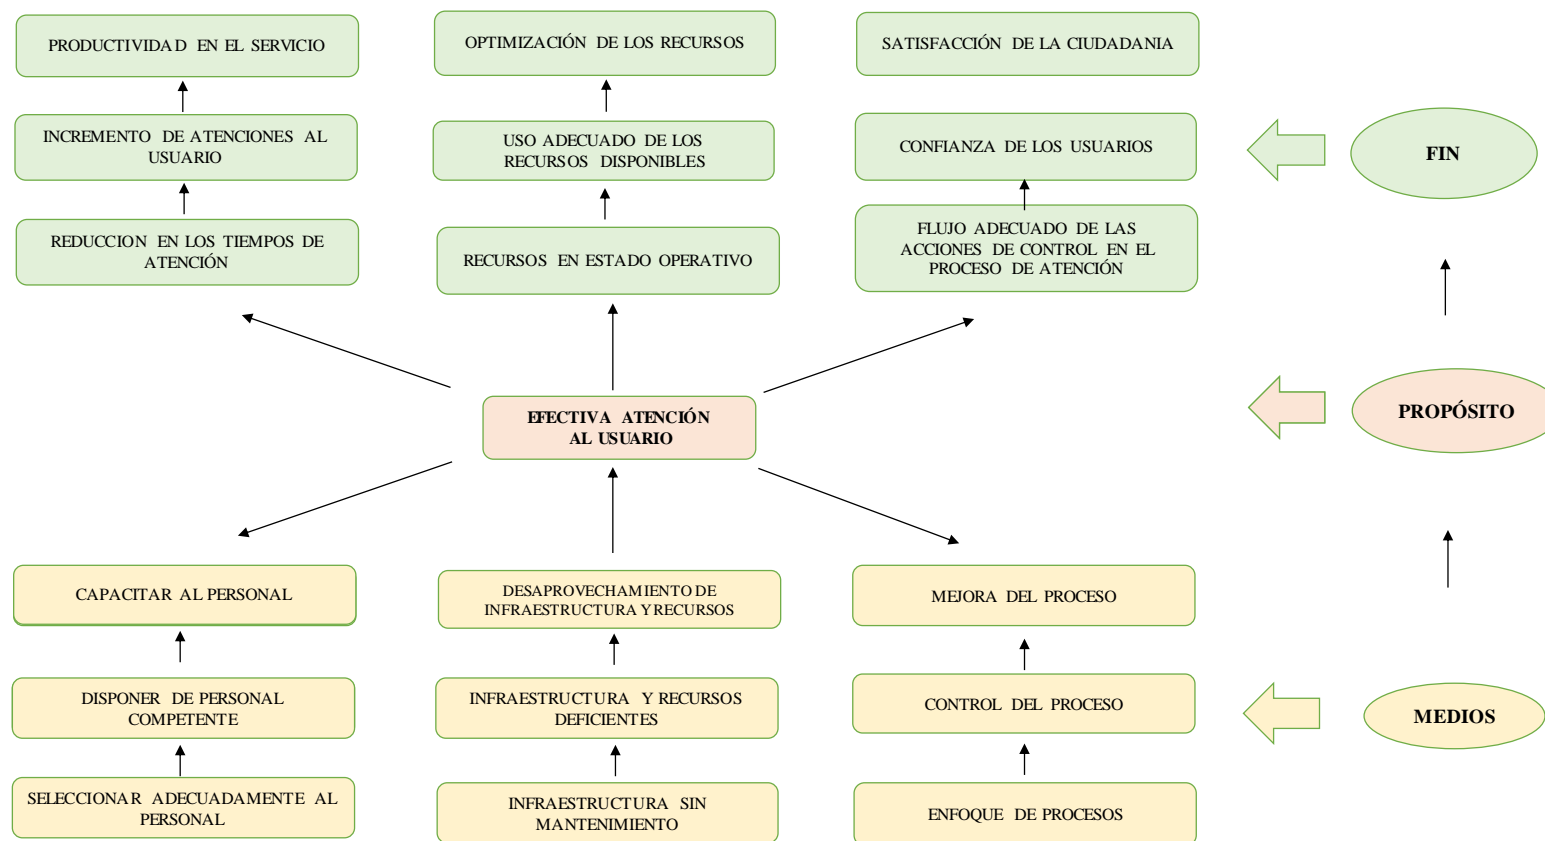 PRODUCTIVIDAD EN EL SERVICIO
OPTIMIZACIÓN DE LOS RECURSOS
SATISFACCIÓN DE LA CIUDADANIA
INCREMENTO DE ATENCIONES AL
USUARIO
USO ADECUADO DE LOS
RECURSOS DISPONIBLES
CONFIANZA DE LOS USUARIOS
FIN
REDUCCION EN LOS TIEMPOS DE
ATENCIÓN
RECURSOS EN ESTADO OPERATIVO
FLUJO ADECUADO DE LAS
ACCIONES DE CONTROL EN EL
PROCESO DE ATENCIÓN
EFECTIVA ATENCIÓN
AL USUARIO
PROPÓSITO
CAPACITAR AL PERSONAL
DESAPROVECHAMIENTO DE
INFRAESTRUCTURA Y RECURSOS
MEJORA DEL PROCESO
DISPONER DE PERSONAL
COMPETENTE
INFRAESTRUCTURA Y RECURSOS
DEFICIENTES
CONTROL DEL PROCESO
MEDIOS
SELECCIONAR ADECUADAMENTE AL
PERSONAL
INFRAESTRUCTURA SIN
MANTENIMIENTO
ENFOQUE DE PROCESOS